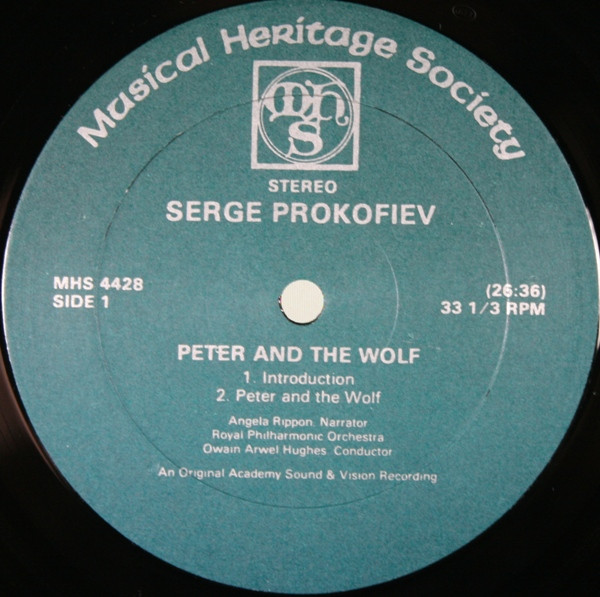 Musical Heritage Society
mhs
STEREO
SERGE PROKOFIEV
MHS 4428
SIDE 1
(26:36)
33 1/3 RPM
PETER AND THE WOLF
1. Introduction
2. Peter and the Wolf
Angela Rippon, Narrator
Royal Philharmonic Orchestra
Owain Arwel Hughes, Conductor
An Original Academy Sound & Vision Recording